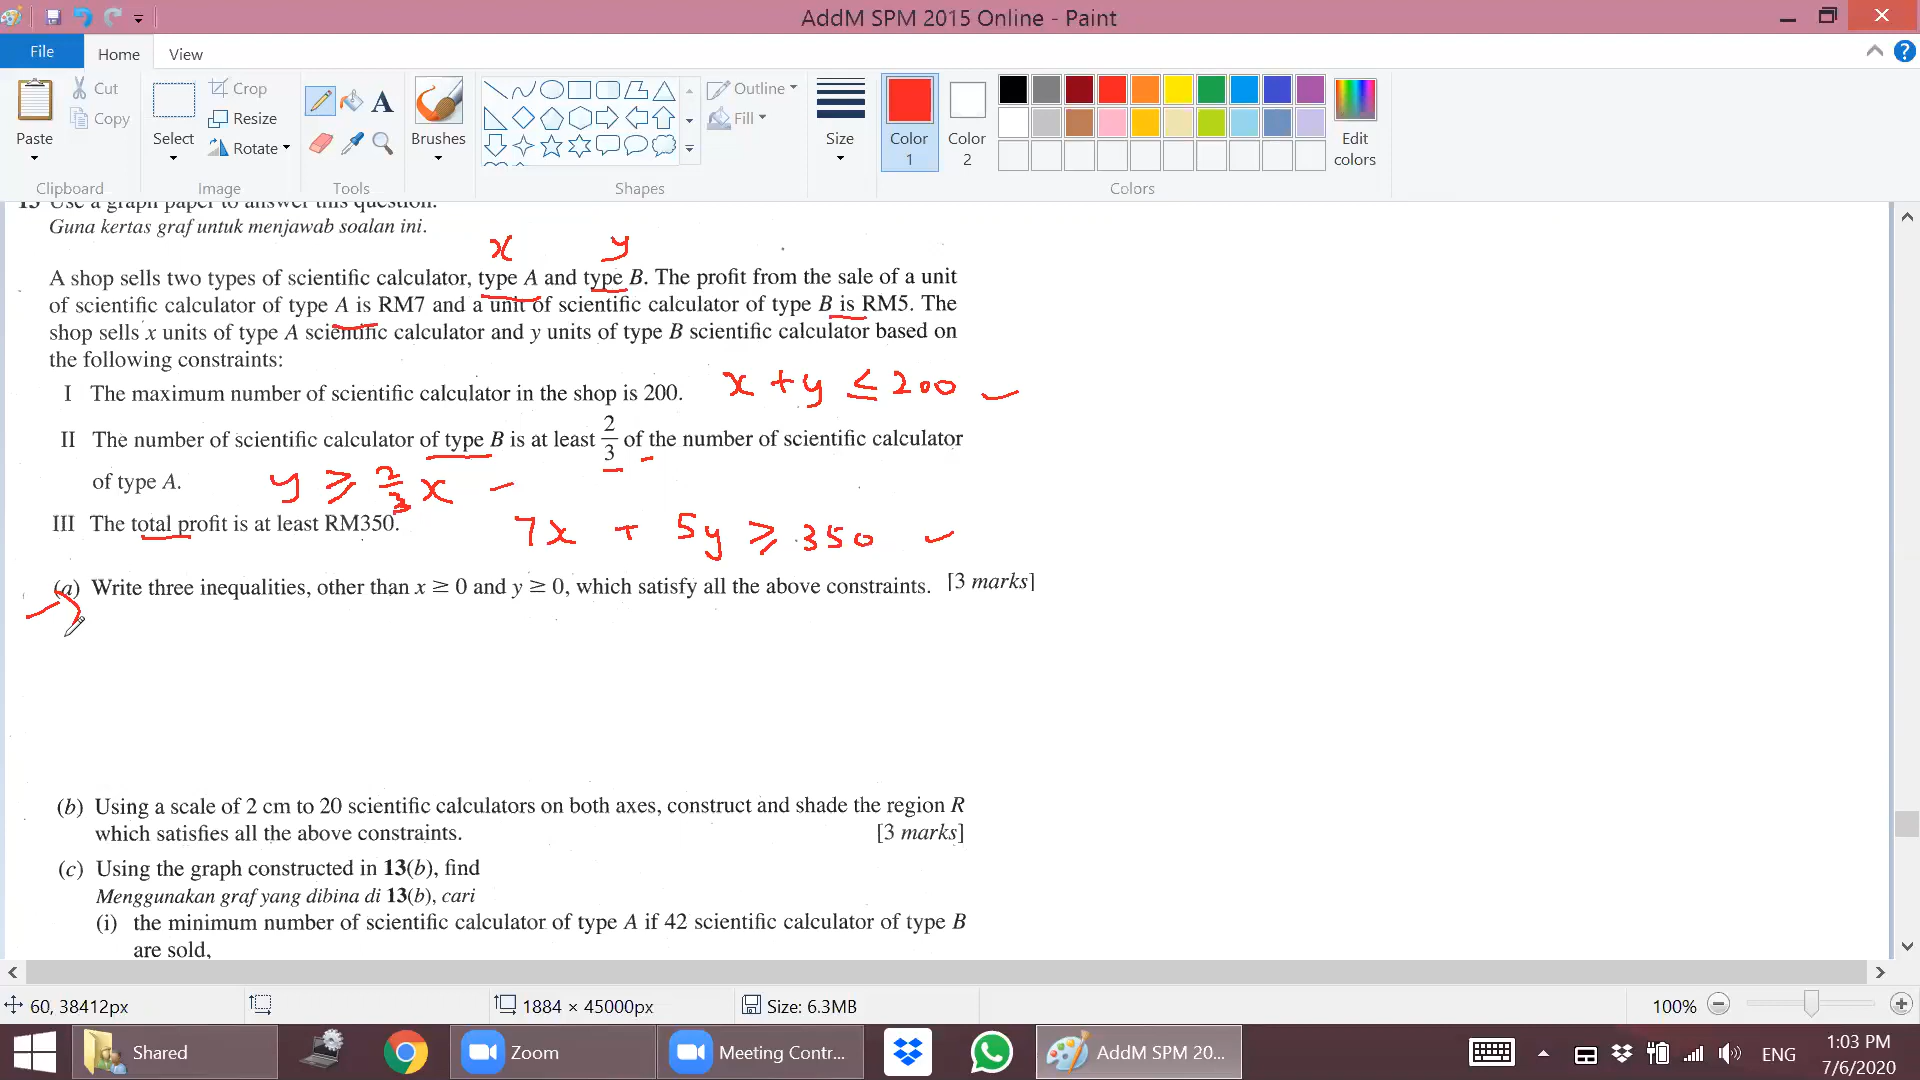 AddM SPM 2015 Online - Paint
File Home View
Paste
Cut
Copy
Clipboard
Select
Crop
Resize
Rotate
Image
A
Tools
Brushes
Shapes
Outline
Fill
Size
Color 1
Color 2
Edit colors
Colors
13 Use a graph paper to answer this question.
Guna kertas graf untuk menjawab soalan ini.
x y
A shop sells two types of scientific calculator, type A and type B. The profit from the sale of a unit
of scientific calculator of type A is RM7 and a unit of scientific calculator of type B is RM5. The
shop sells x units of type A scientific calculator and y units of type B scientific calculator based on
the following constraints:
I The maximum number of scientific calculator in the shop is 200. x + y ≤ 200
II The number of scientific calculator of type B is at least 2/3 of the number of scientific calculator
of type A. y ≥ 2/3 x
III The total profit is at least RM350. 7x + 5y ≥ 350
(a) Write three inequalities, other than x ≥ 0 and y ≥ 0, which satisfy all the above constraints. [3 marks]
(b) Using a scale of 2 cm to 20 scientific calculators on both axes, construct and shade the region R
which satisfies all the above constraints. [3 marks]
(c) Using the graph constructed in 13(b), find
Menggunakan graf yang dibina di 13(b), cari
(i) the minimum number of scientific calculator of type A if 42 scientific calculator of type B
are sold,
60, 38412px
1884 × 45000px
Size: 6.3MB
100%
Shared
Zoom
Meeting Contr...
AddM SPM 20...
ENG
1:03 PM
7/6/2020